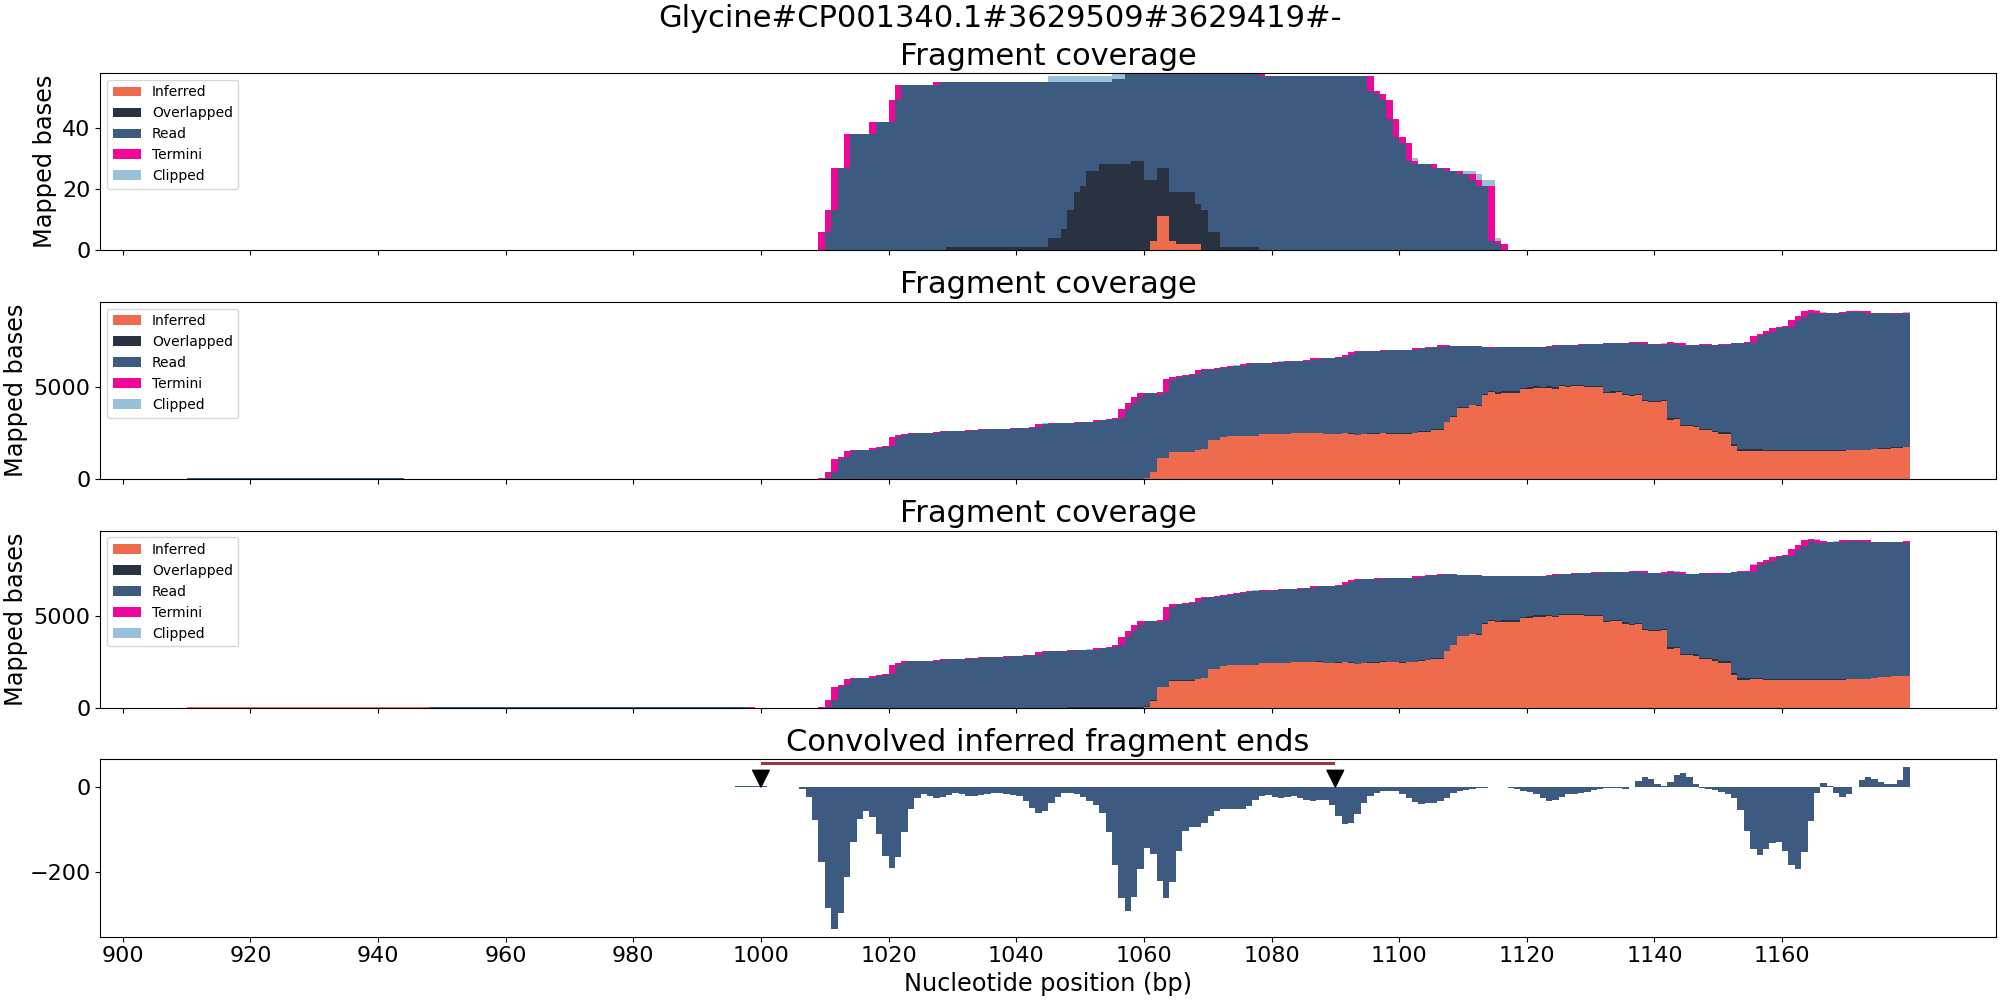 Glycine#CP001340.1#3629509#3629419#-
Fragment coverage
Mapped bases
40
20
0
Inferred
Overlapped
Read
Termini
Clipped
Fragment coverage
Mapped bases
5000
0
Inferred
Overlapped
Read
Termini
Clipped
Fragment coverage
Mapped bases
5000
0
Inferred
Overlapped
Read
Termini
Clipped
Convolved inferred fragment ends
0
−200
900 920 940 960 980 1000 1020 1040 1060 1080 1100 1120 1140 1160
Nucleotide position (bp)